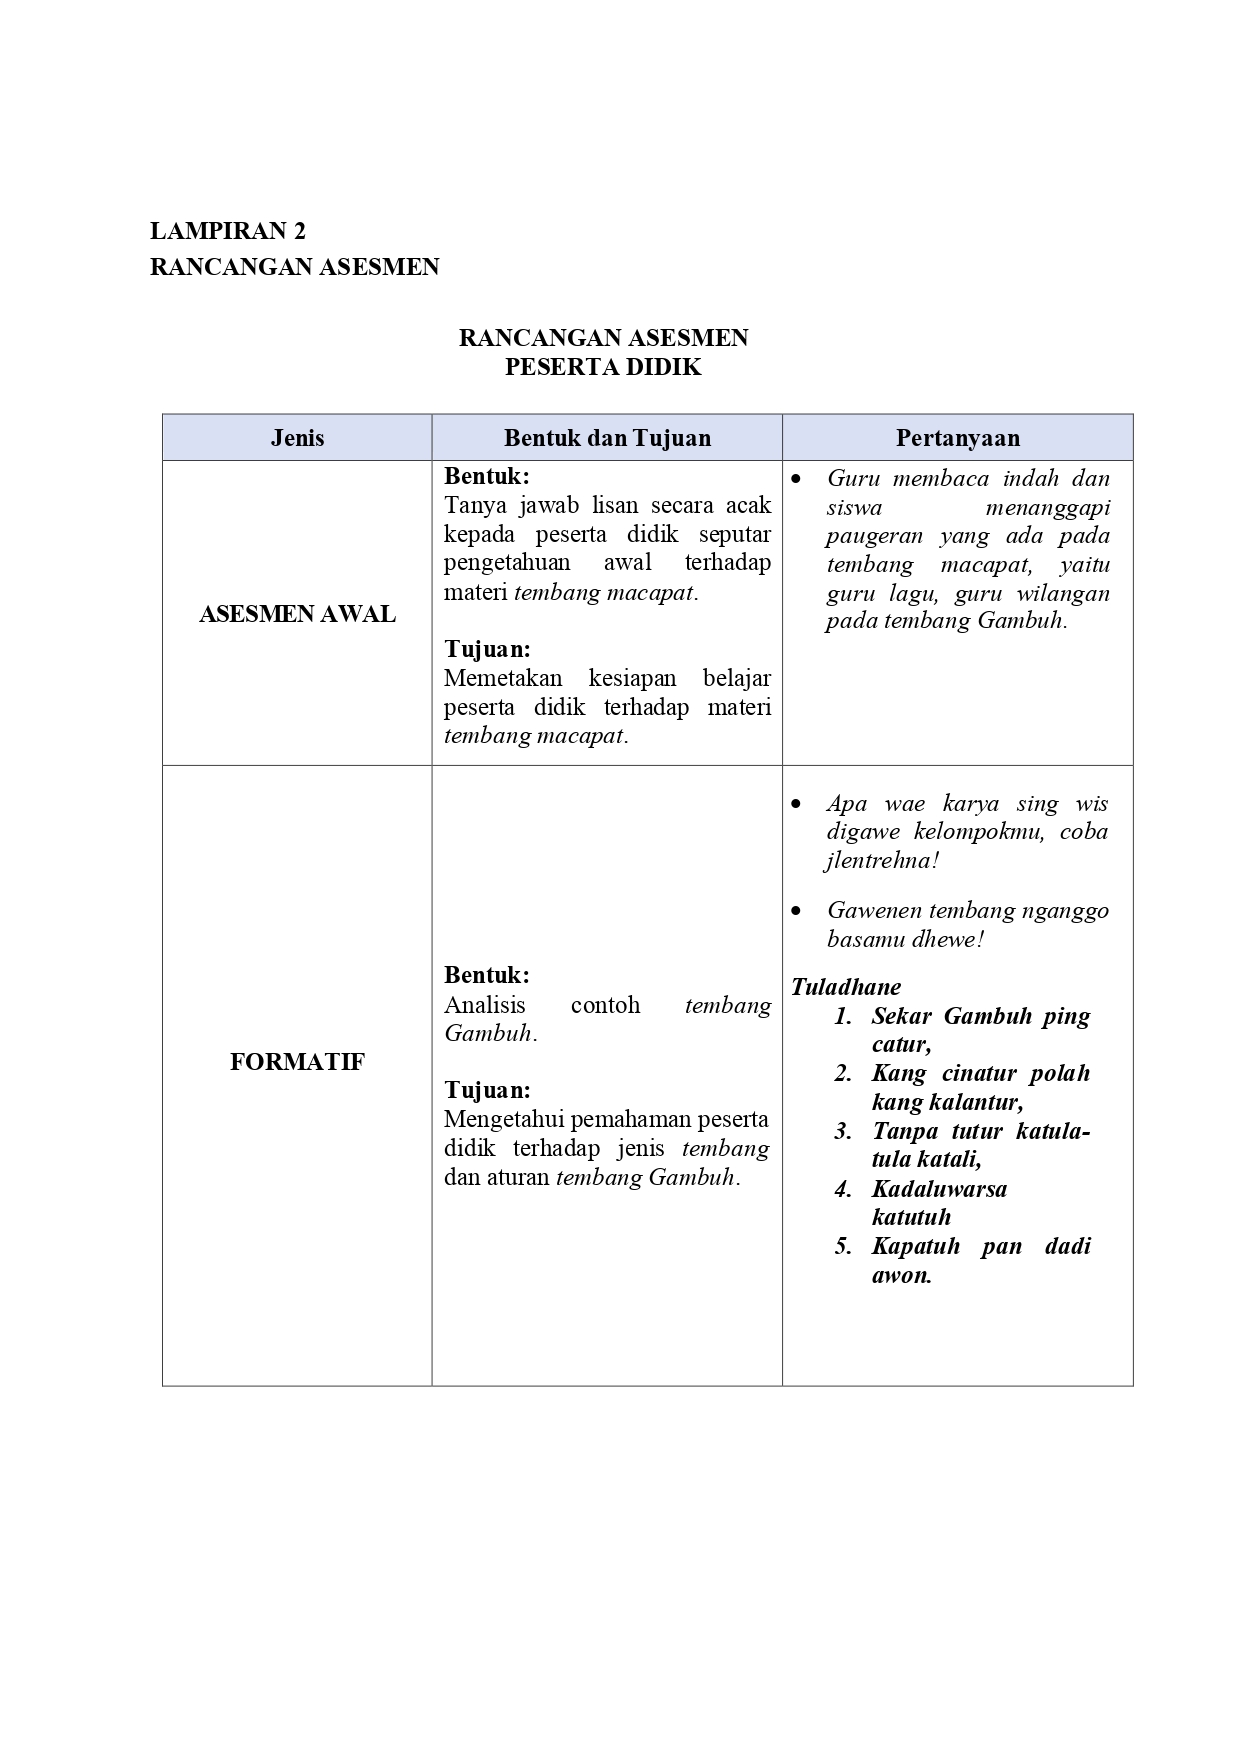 LAMPIRAN 2
RANCANGAN ASESMEN
RANCANGAN ASESMEN
PESERTA DIDIK
Jenis
Bentuk dan Tujuan
Pertanyaan
ASESMEN AWAL
Bentuk:
Tanya jawab lisan secara acak
kepada peserta didik seputar
pengetahuan awal terhadap
materi tembang macapat.
Tujuan:
Memetakan kesiapan belajar
peserta didik terhadap materi
tembang macapat.
• Guru membaca indah dan
siswa menanggapi
paugeran yang ada pada
tembang macapat, yaitu
guru lagu, guru wilangan
pada tembang Gambuh.
FORMATIF
Bentuk:
Analisis contoh tembang
Gambuh.
Tujuan:
Mengetahui pemahaman peserta
didik terhadap jenis tembang
dan aturan tembang Gambuh.
• Apa wae karya sing wis
digawe kelompokmu, coba
jlentrehna!
• Gawenen tembang nganggo
basamu dhewe!
Tuladhane
1. Sekar Gambuh ping
catur,
2. Kang cinatur polah
kang kalantur,
3. Tanpa tutur katula-
tula katali,
4. Kadaluwarsa
katutuh
5. Kapatuh pan dadi
awon.